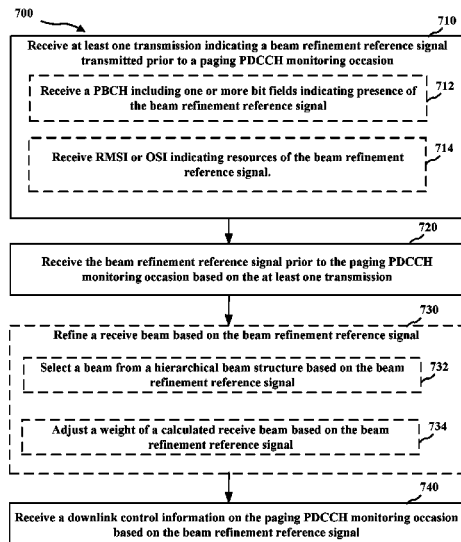 700
710
Receive at least one transmission indicating a beam refinement reference signal
transmitted prior to a paging PDCCH monitoring occasion
712
Receive a PBCH including one or more bit fields indicating presence of
the beam refinement reference signal
714
Receive RMSI or OSI indicating resources of the beam refinement
reference signal.
720
Receive the beam refinement reference signal prior to the paging PDCCH
monitoring occasion based on the at least one transmission
730
Refine a receive beam based on the beam refinement reference signal
Select a beam from a hierarchical beam structure based on the beam
refinement reference signal
732
Adjust a weight of a calculated receive beam based on the beam
refinement reference signal
734
740
Receive a downlink control information on the paging PDCCH monitoring occasion
based on the beam refinement reference signal